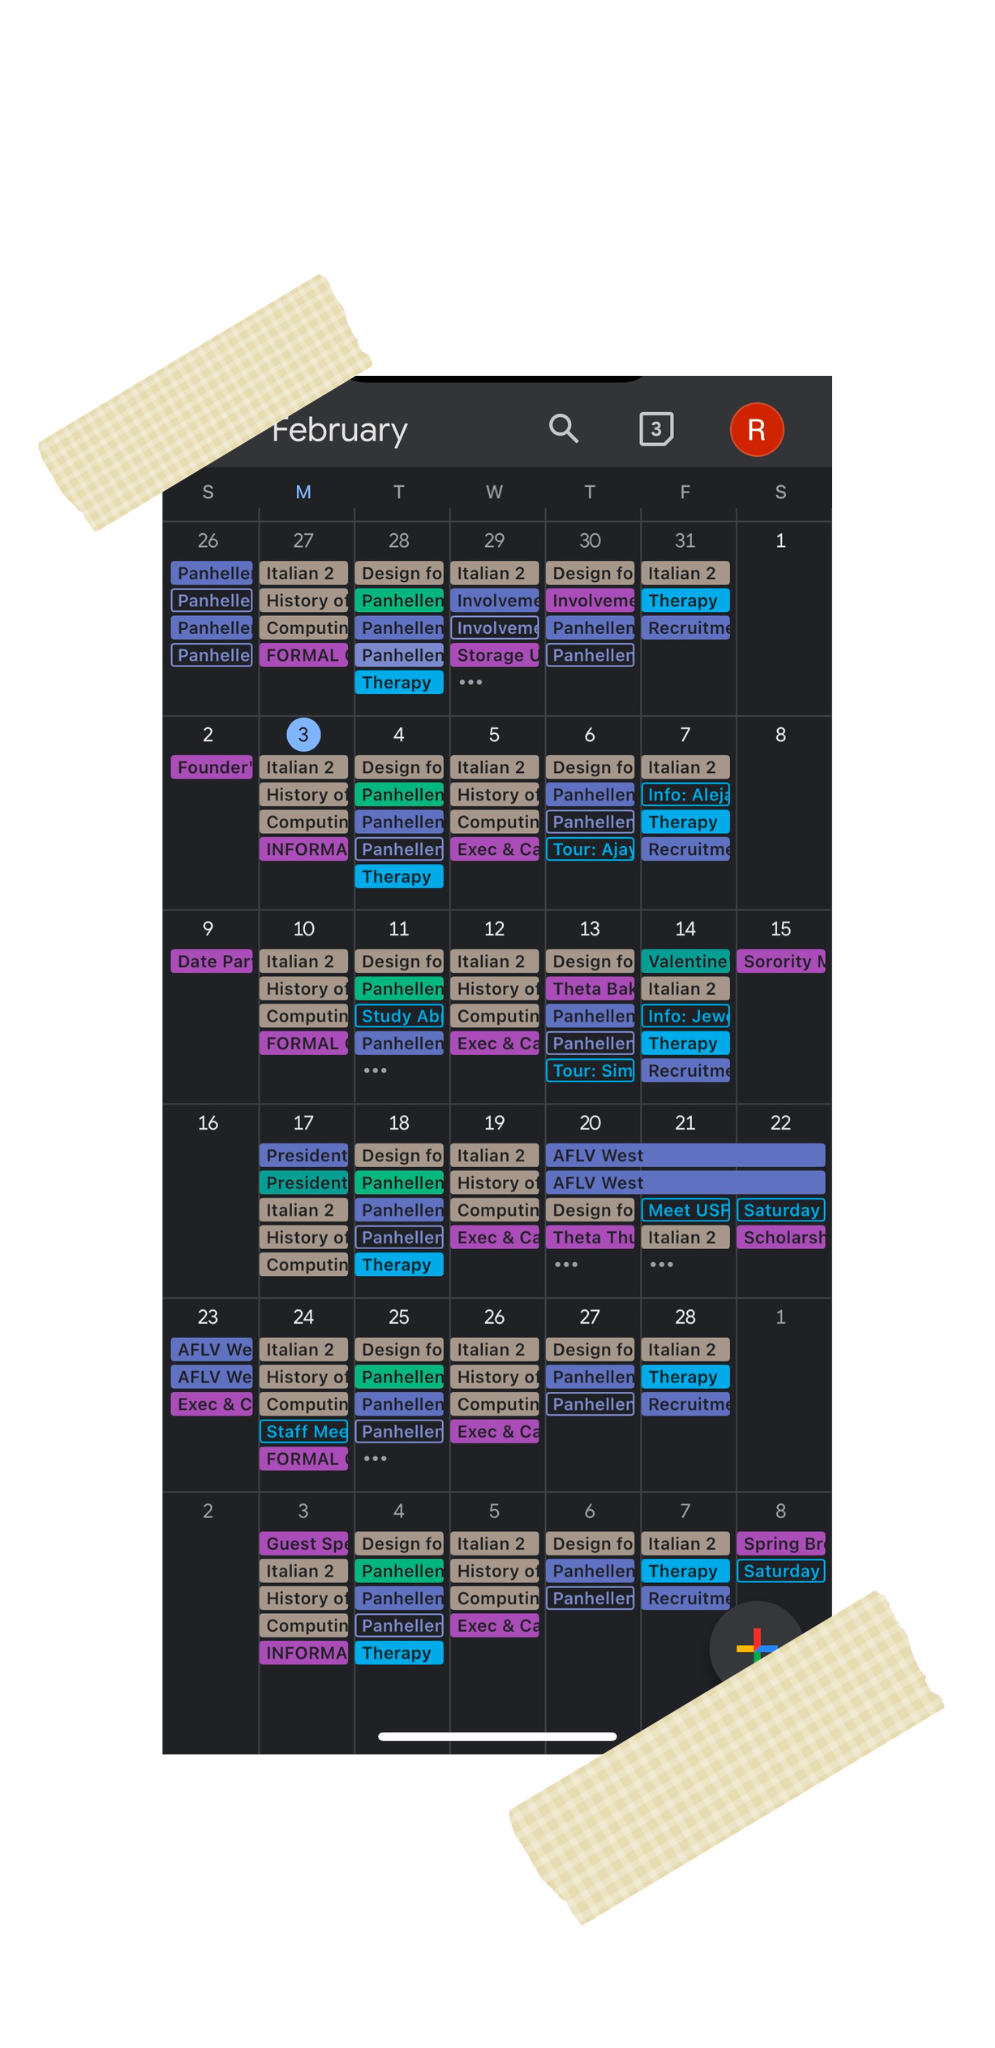 February
3
R
S M T W T F S
26 27 28 29 30 31 1
Panhelle Italian 2 Design fo Italian 2 Design fo Italian 2
Panhelle History of Panhellen Involveme Involveme Therapy
Panhelle Computin Panhellen Involveme Panhellen Recruitme
Panhelle FORMAL Panhellen Storage U Panhellen
Therapy •••
2 3 4 5 6 7 8
Founder' Italian 2 Design fo Italian 2 Design fo Italian 2
History of Panhellen History of Panhellen Info: Aleja
Computin Panhellen Computin Panhellen Therapy
INFORMA Panhellen Exec & Ca Tour: Ajay Recruitme
Therapy
9 10 11 12 13 14 15
Date Par Italian 2 Design fo Italian 2 Design fo Valentine Sorority M
History of Panhellen History of Theta Bak Italian 2
Computin Study Ab Computin Panhellen Info: Jewe
FORMAL Panhellen Exec & Ca Panhellen Therapy
••• Tour: Sim Recruitme
16 17 18 19 20 21 22
President Design fo Italian 2 AFLV West
President Panhellen History of AFLV West
Italian 2 Panhellen Computin Design fo Meet USF Saturday
History of Panhellen Exec & Ca Theta Thu Italian 2 Scholarsh
Computin Therapy ••• •••
23 24 25 26 27 28 1
AFLV We Italian 2 Design fo Italian 2 Design fo Italian 2
AFLV We History of Panhellen History of Panhellen Therapy
Exec & C Computin Panhellen Computin Panhellen Recruitme
Staff Mee Panhellen Exec & Ca
FORMAL •••
2 3 4 5 6 7 8
Guest Spe Design fo Italian 2 Design fo Italian 2 Spring Bre
Italian 2 Panhellen History of Panhellen Therapy Saturday
History of Panhellen Computin Panhellen Recruitme
Computin Panhellen Exec & Ca
INFORMA Therapy